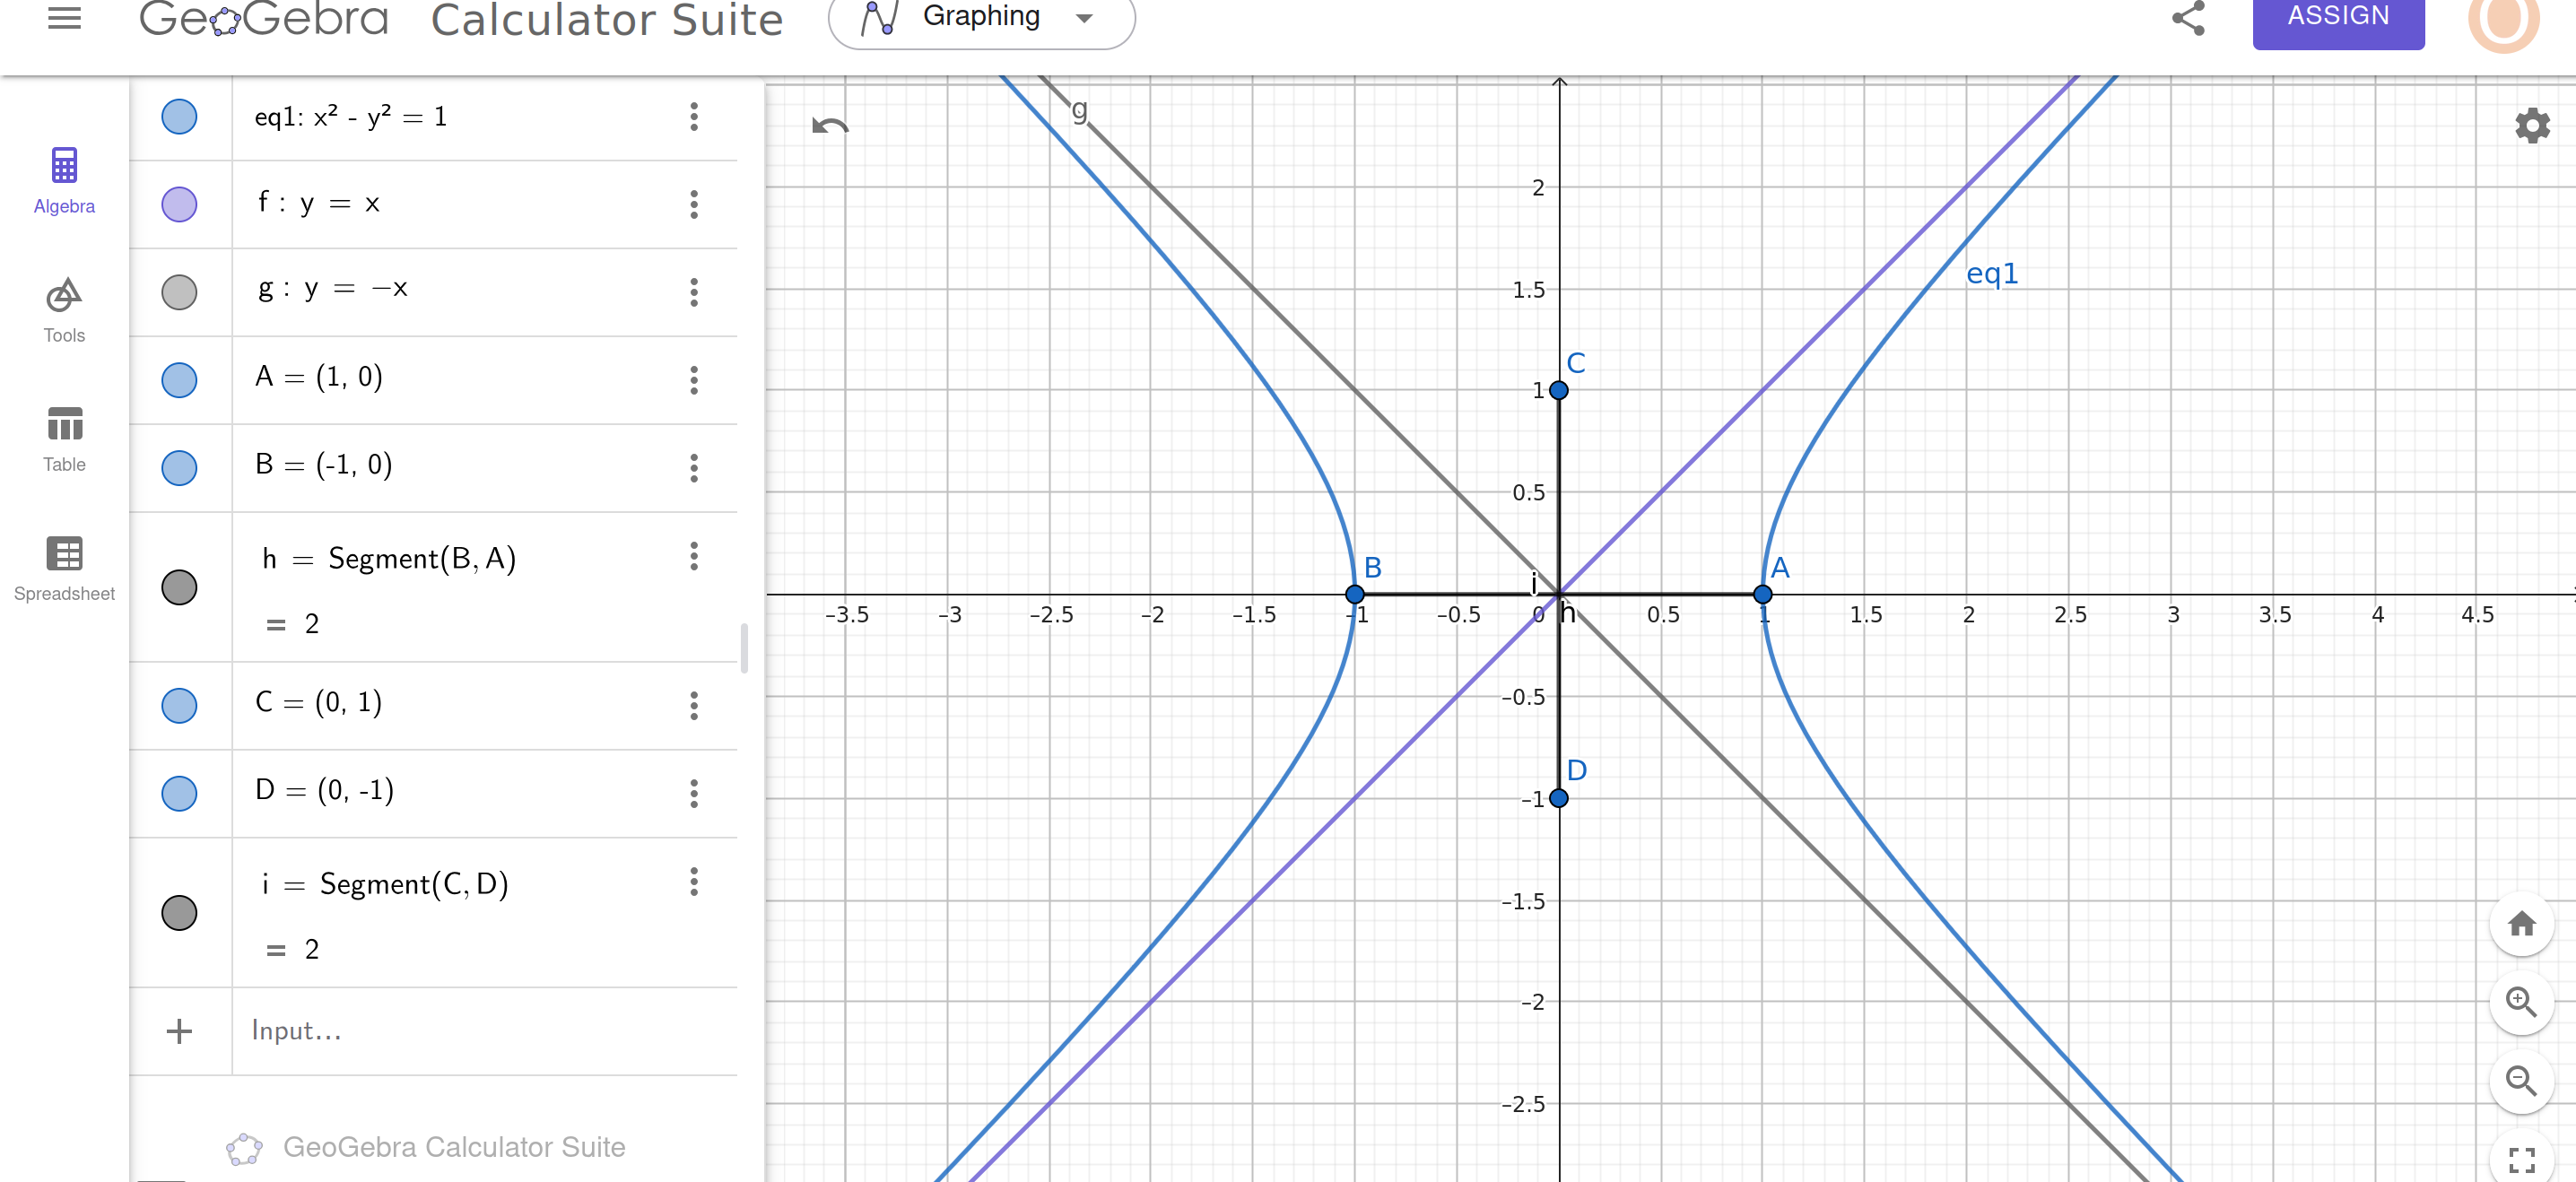 GeoGebra Calculator Suite Graphing ASSIGN
Algebra
Tools
Table
Spreadsheet
eq1: x² - y² = 1
f : y = x
g : y = −x
A = (1, 0)
B = (-1, 0)
h = Segment(B, A)
= 2
C = (0, 1)
D = (0, -1)
i = Segment(C, D)
= 2
+ Input...
GeoGebra Calculator Suite
g
2
eq1
1.5
C
1
0.5
B i A
h
–3.5 –3 –2.5 –2 –1.5 –1 –0.5 0 0.5 1 1.5 2 2.5 3 3.5 4 4.5
–0.5
D
–1
–1.5
–2
–2.5